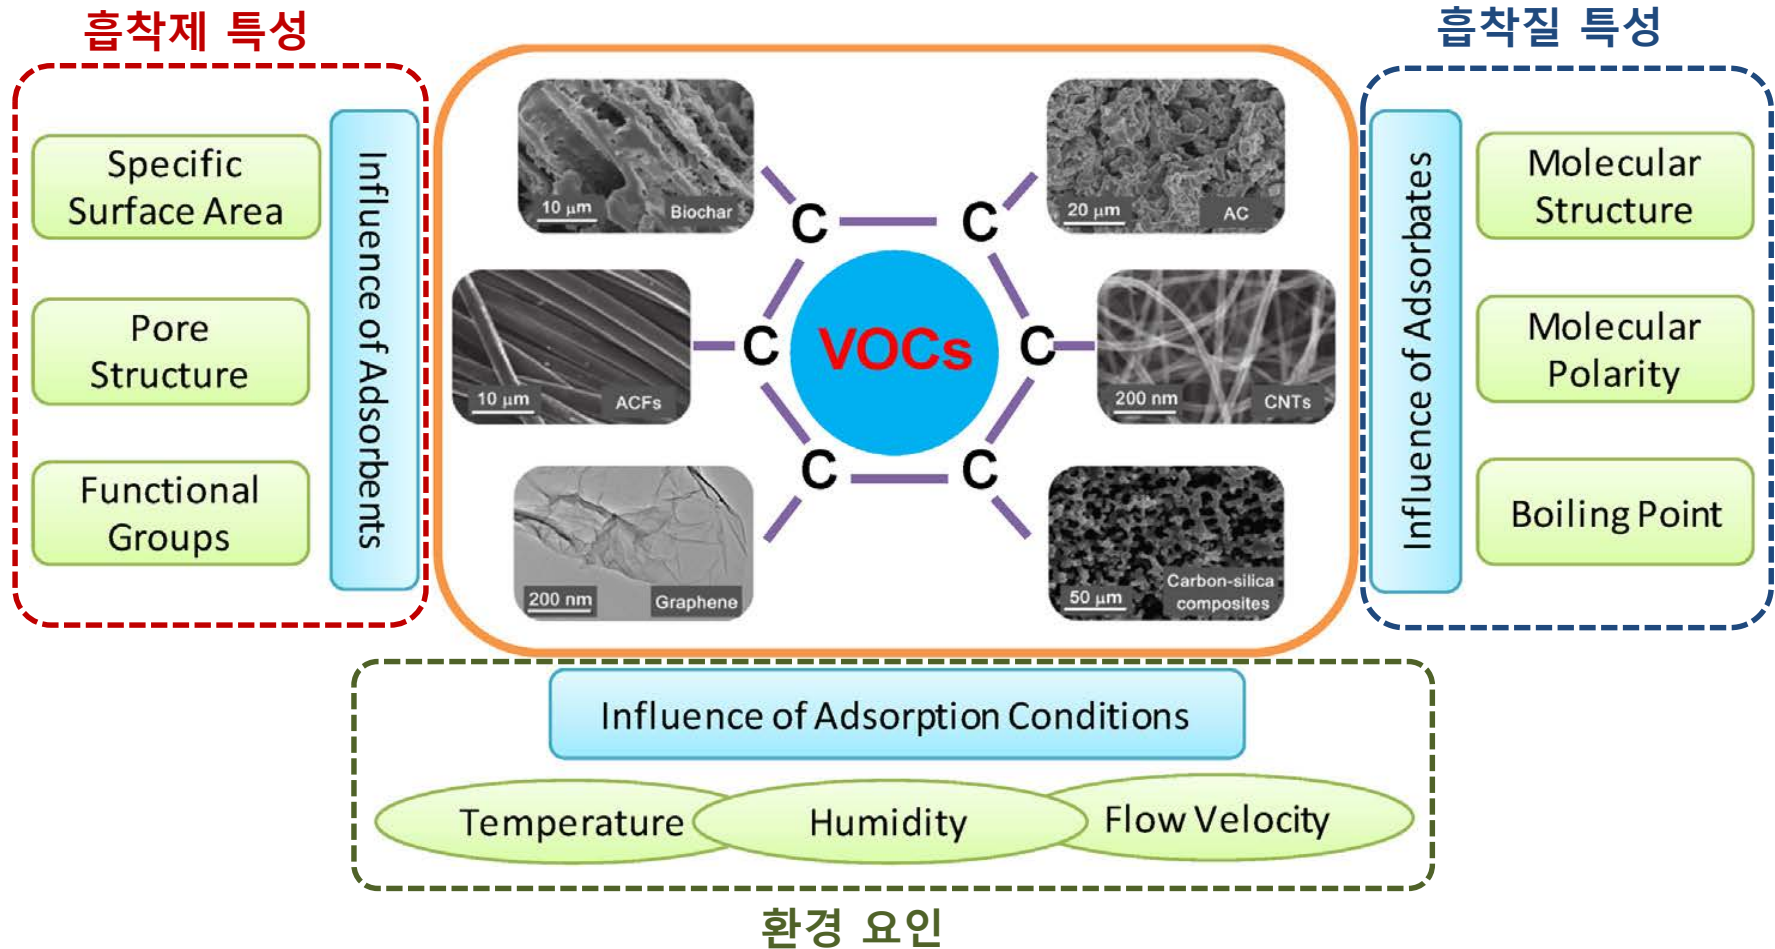 흡착제 특성
Specific
Surface Area
Pore
Structure
Functional
Groups
Influence of Adsorbents
10 μm
Biochar
20 μm
AC
10 μm
ACFs
200 nm
CNTs
200 nm
Graphene
50 μm
Carbon-silica
composites
C
C
C
VOCs
C
C
C
흡착질 특성
Influence of Adsorbates
Molecular
Structure
Molecular
Polarity
Boiling Point
Influence of Adsorption Conditions
Temperature
Humidity
Flow Velocity
환경 요인